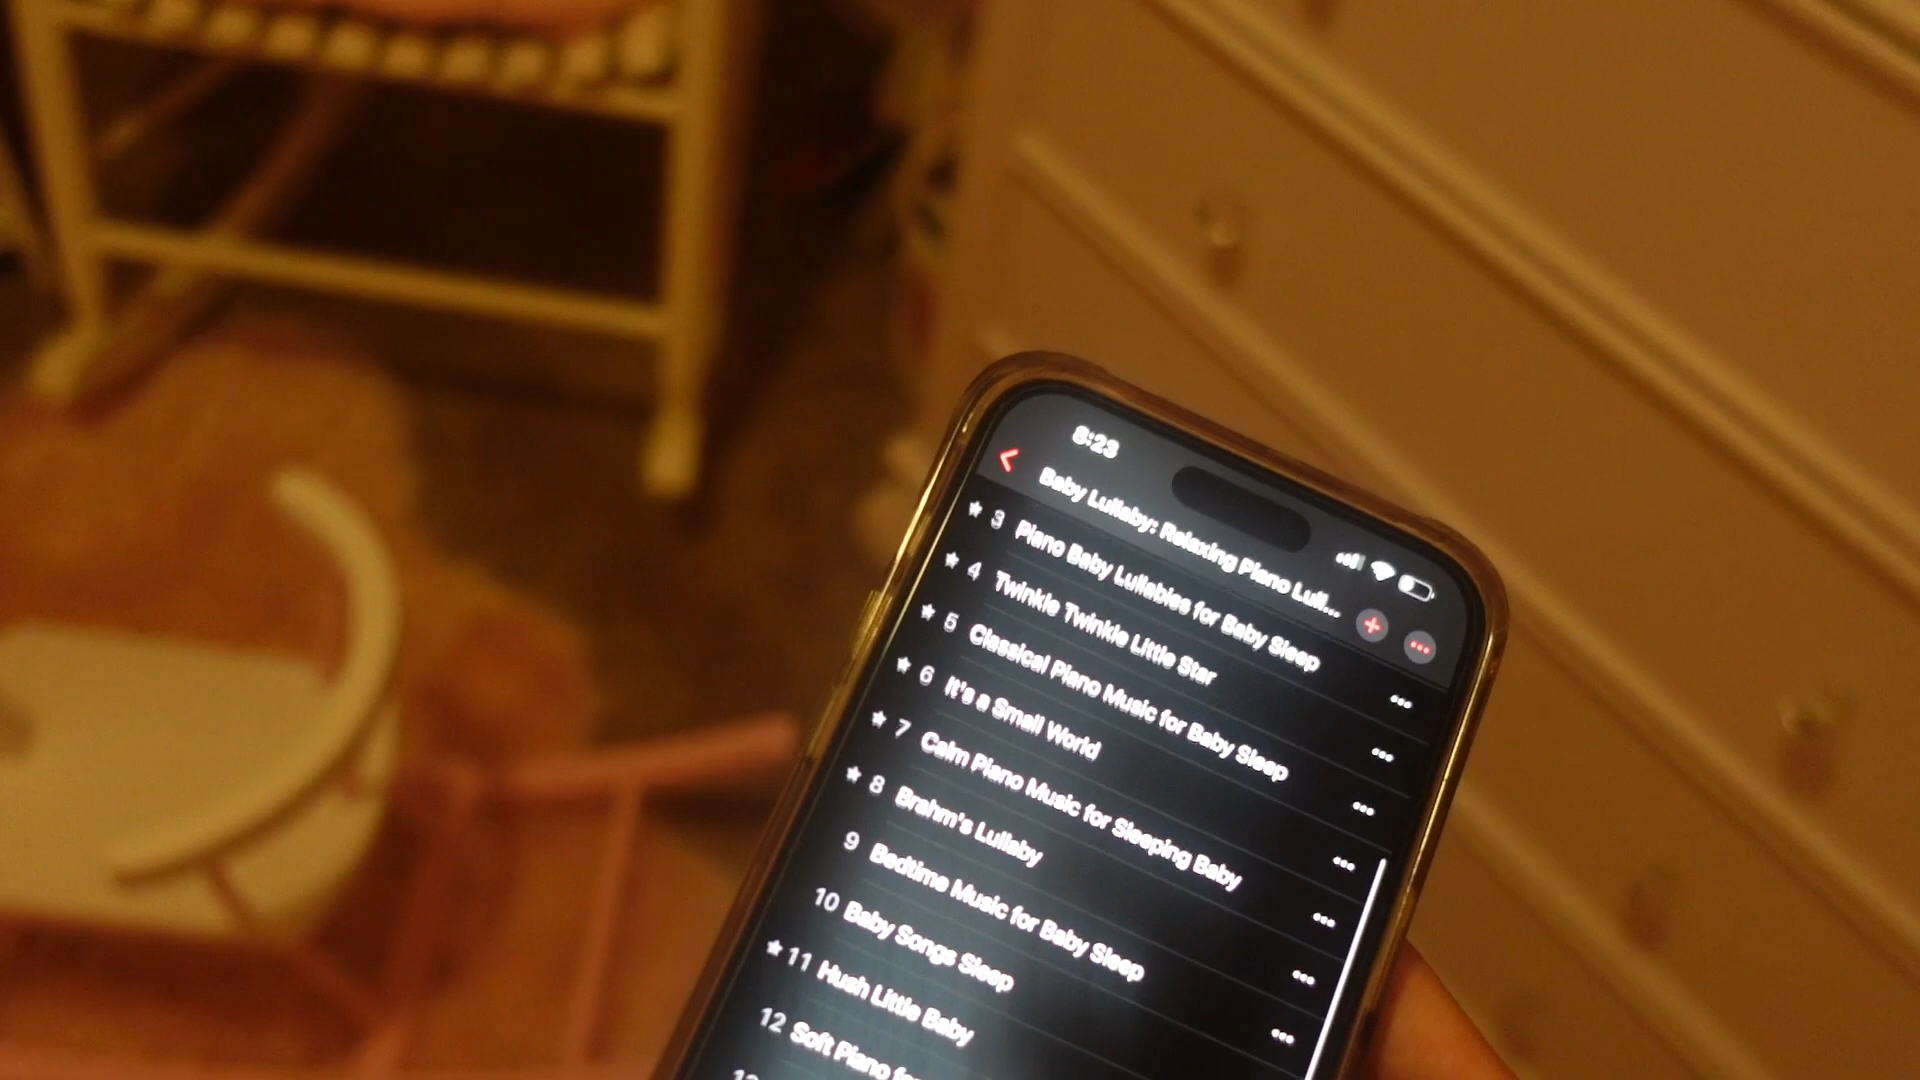 8:23
Baby Lullaby: Relaxing Piano Lull...
3 Piano Baby Lullabies for Baby Sleep
4 Twinkle Twinkle Little Star
5 Classical Piano Music for Baby Sleep
6 It's a Small World
7 Calm Piano Music for Sleeping Baby
8 Brahm's Lullaby
9 Bedtime Music for Baby Sleep
10 Baby Songs Sleep
11 Hush Little Baby
12 Soft Piano